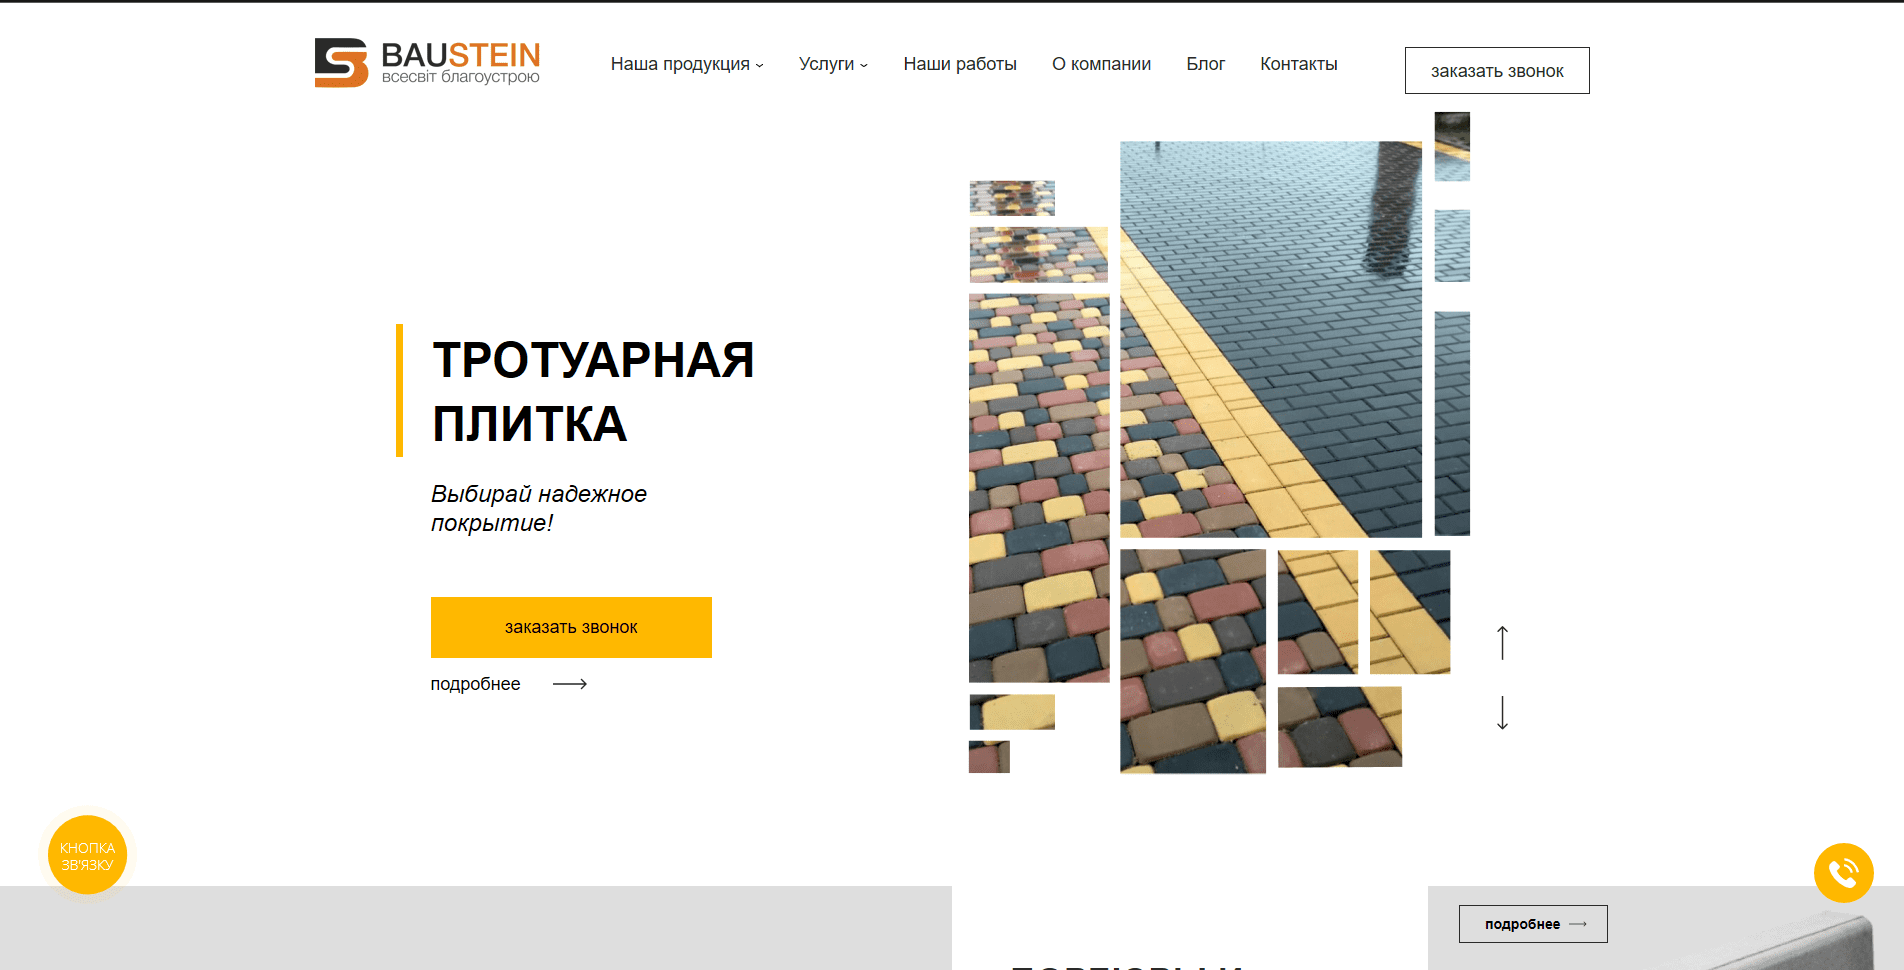 BAUSTEIN
всесвіт благоустрою
Наша продукция
Услуги
Наши работы
О компании
Блог
Контакты
заказать звонок
ТРОТУАРНАЯ
ПЛИТКА
Выбирай надежное
покрытие!
заказать звонок
подробнее
КНОПКА
ЗВ'ЯЗКУ
подробнее